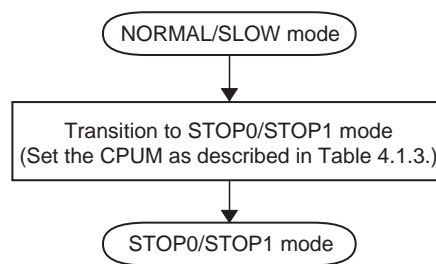 NORMAL/SLOW mode
Transition to STOP0/STOP1 mode
(Set the CPUM as described in Table 4.1.3.)
STOP0/STOP1 mode